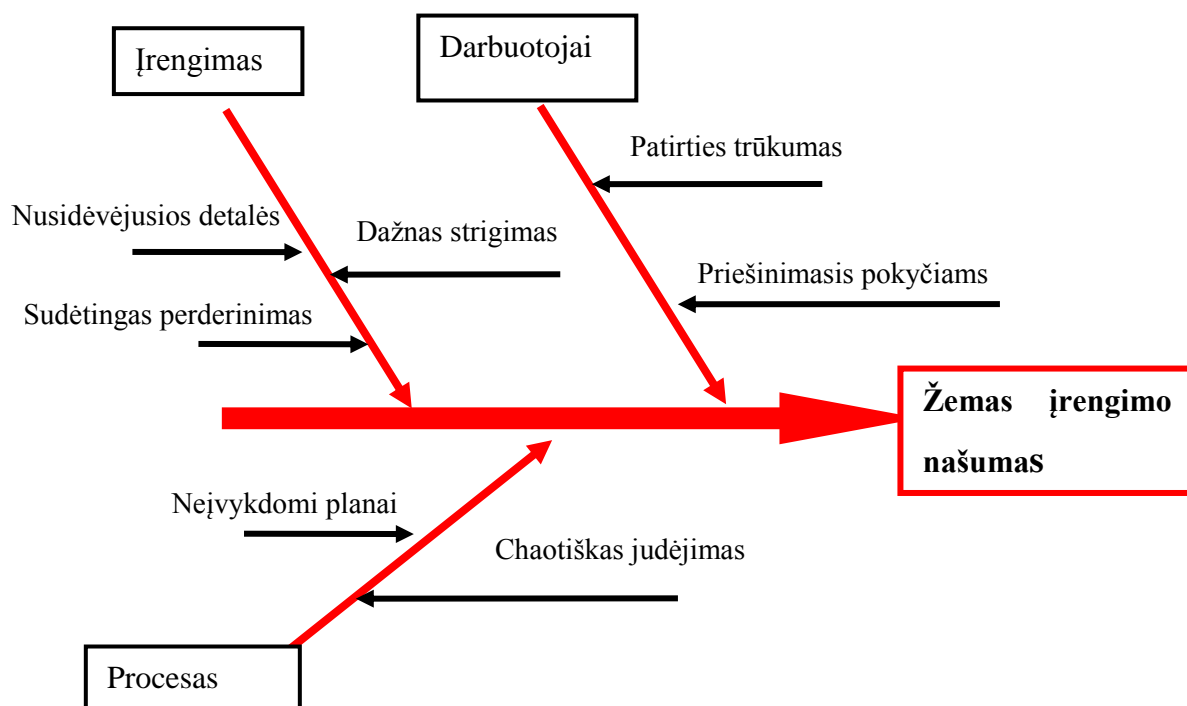 Įrengimas
Darbuotojai
Patirties trūkumas
Nusidėvėjusios detalės
Dažnas strigimas
Priešinimasis pokyčiams
Sudėtingas perderinimas
Žemas įrengimo
našumas
Neįvykdomi planai
Chaotiškas judėjimas
Procesas